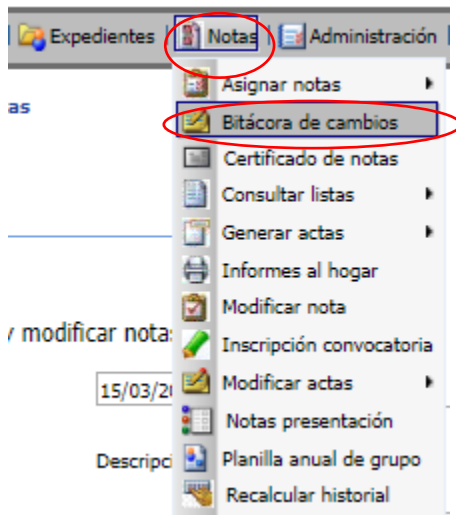 Expedientes Notas Administración
Asignar notas
as
Bitácora de cambios
Certificado de notas
Consultar listas
Generar actas
Informes al hogar
Modificar nota
y modificar notas
Inscripción convocatoria
Modificar actas
15/03/20
Notas presentación
Descripci
Planilla anual de grupo
Recalcular historial